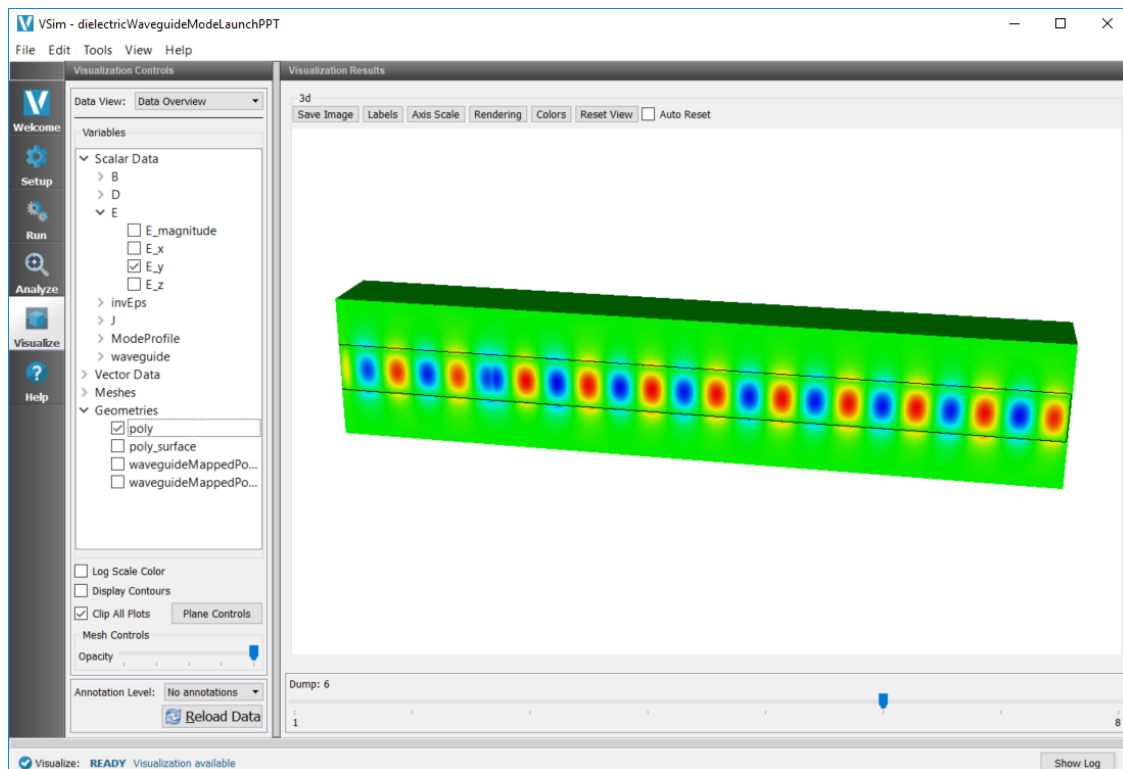 VSim - dielectricWaveguideModeLaunchPPT
File Edit Tools View Help
Visualization Controls
Visualization Results
Welcome
Setup
Run
Analyze
Visualize
Help
Data View: Data Overview
Variables
Scalar Data
B
D
E
E_magnitude
E_x
E_y
E_z
invEps
J
ModeProfile
waveguide
Vector Data
Meshes
Geometries
poly
poly_surface
waveguideMappedPo...
waveguideMappedPo...
Log Scale Color
Display Contours
Clip All Plots Plane Controls
Mesh Controls
Opacity
Annotation Level: No annotations
Reload Data
3d
Save Image Labels Axis Scale Rendering Colors Reset View Auto Reset
Dump: 6
1 8
Visualize: READY Visualization available Show Log